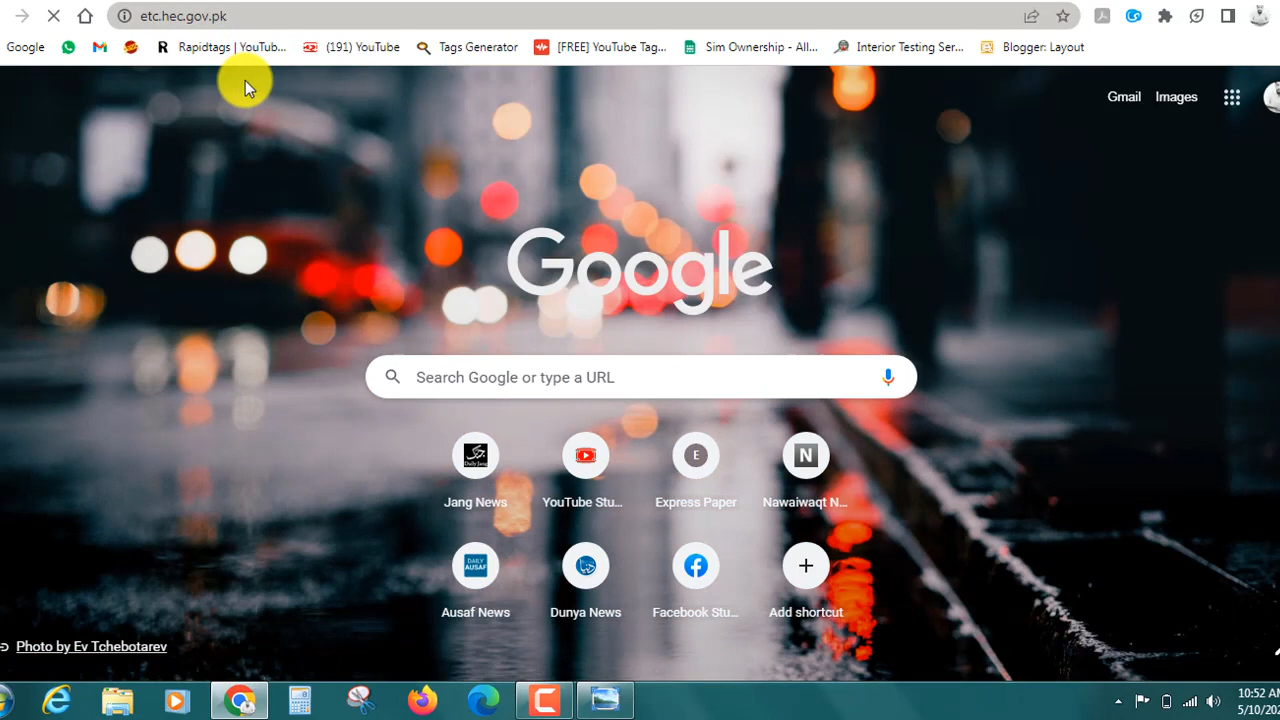 etc.hec.gov.pk
Google Rapidtags | YouTub... (191) YouTube Tags Generator [FREE] YouTube Tag... Sim Ownership - All... Interior Testing Ser... Blogger: Layout
Gmail Images
Google
Search Google or type a URL
Jang News YouTube Stu... Express Paper Nawaiwaqt N...
Ausaf News Dunya News Facebook Stu... Add shortcut
Photo by Ev Tchebotarev
10:52 AM
5/10/202